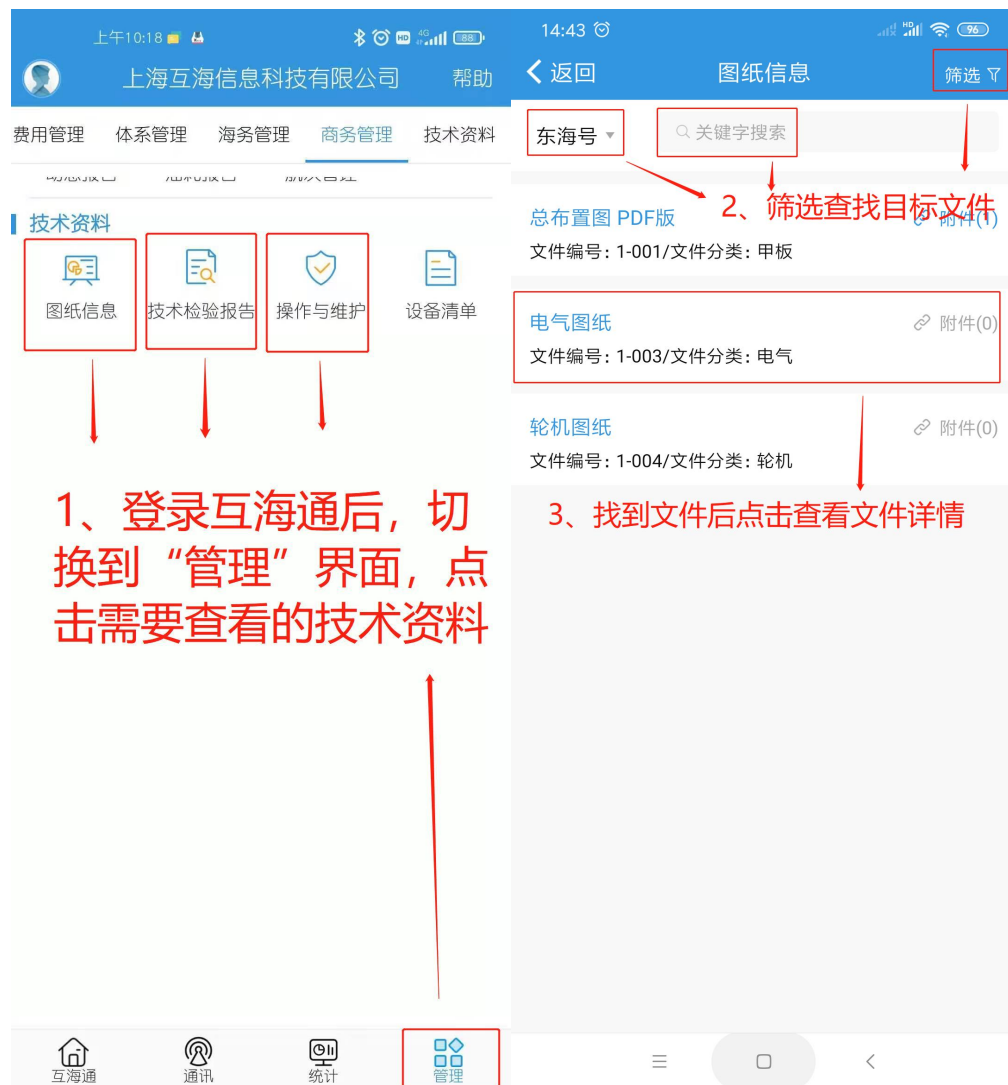 上午10:18
HD
4G
88
上海互海信息科技有限公司
帮助
费用管理
体系管理
海务管理
商务管理
技术资料
技术资料
图纸信息
技术检验报告
操作与维护
设备清单
1、登录互海通后，切
换到“管理”界面，点
击需要查看的技术资料
互海通
通讯
统计
管理
14:43
HD
96
返回
图纸信息
筛选
东海号
关键字搜索
2、筛选查找目标文件
总布置图 PDF版
附件(1)
文件编号: 1-001/文件分类: 甲板
电气图纸
附件(0)
文件编号: 1-003/文件分类: 电气
轮机图纸
附件(0)
文件编号: 1-004/文件分类: 轮机
3、找到文件后点击查看文件详情